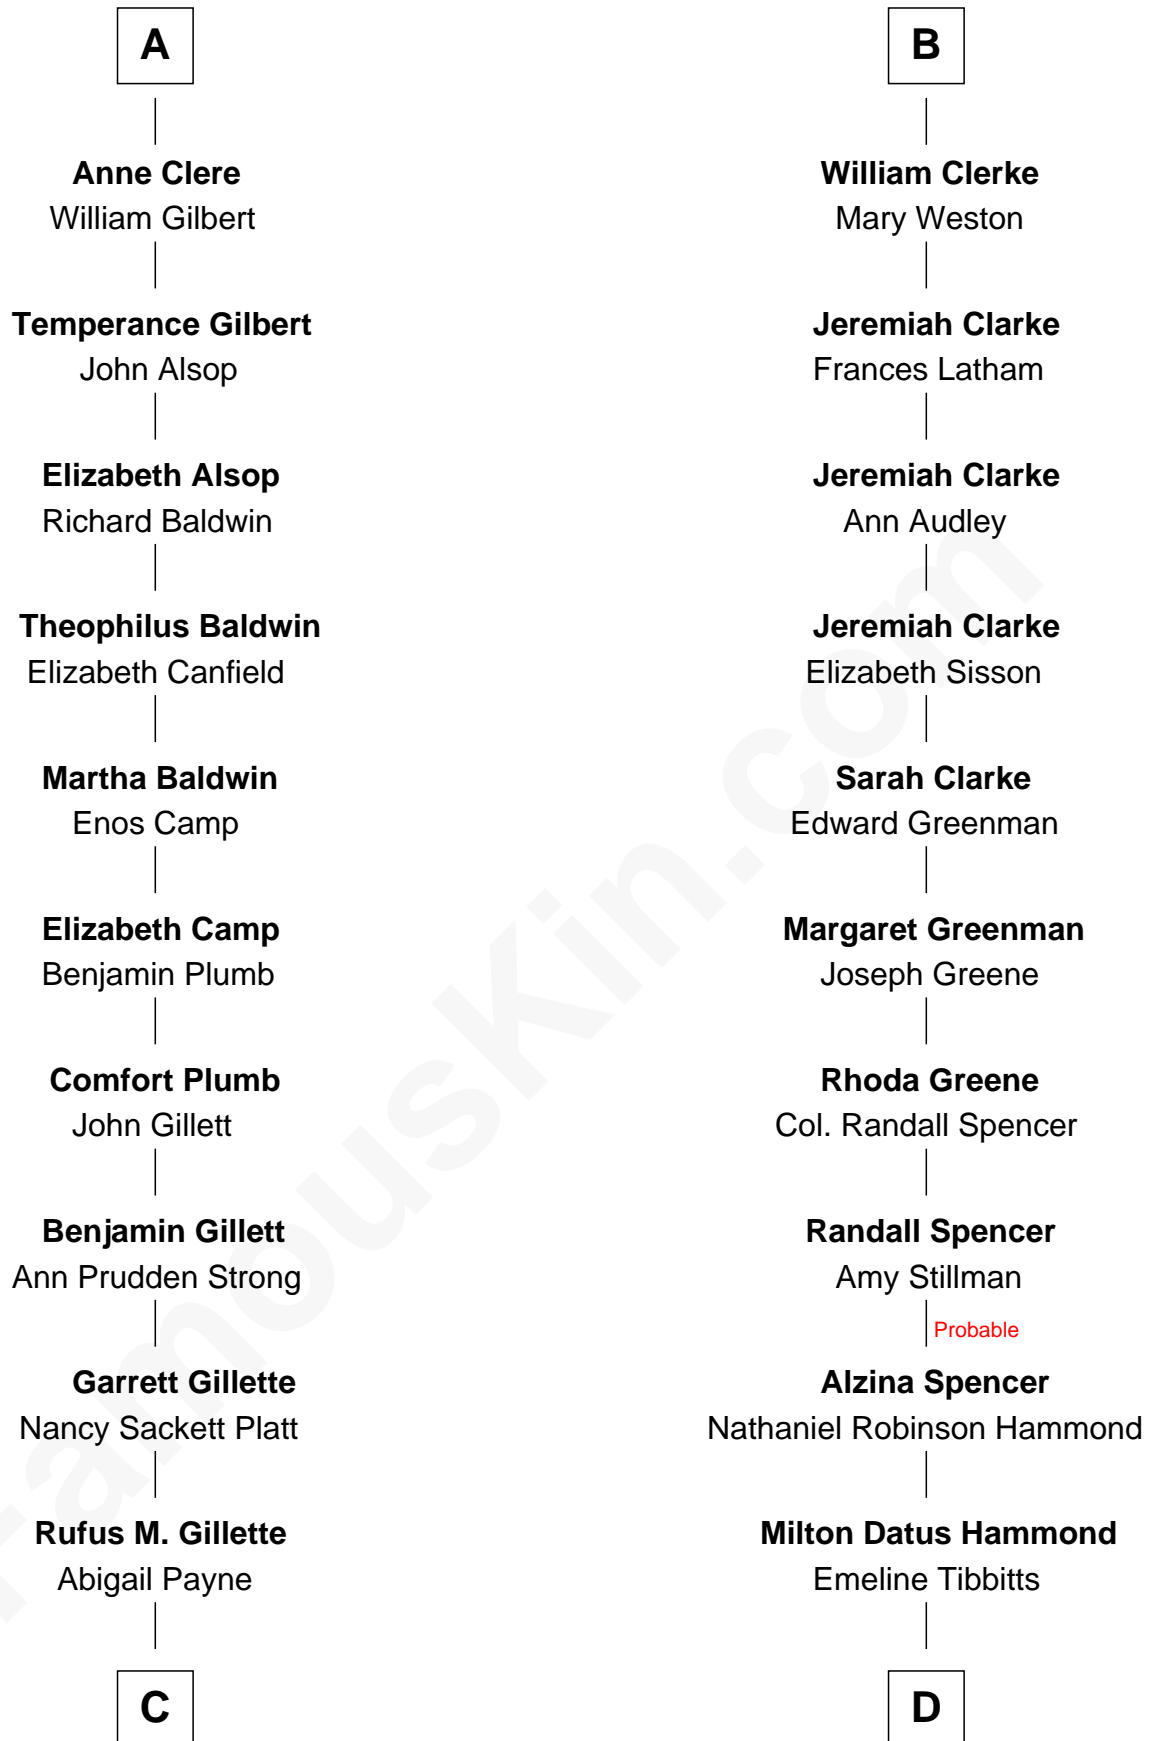 A
Anne Clere
William Gilbert
Temperance Gilbert
John Alsop
Elizabeth Alsop
Richard Baldwin
Theophilus Baldwin
Elizabeth Canfield
Martha Baldwin
Enos Camp
Elizabeth Camp
Benjamin Plumb
Comfort Plumb
John Gillett
Benjamin Gillett
Ann Prudden Strong
Garrett Gillette
Nancy Sackett Platt
Rufus M. Gillette
Abigail Payne
C
B
William Clerke
Mary Weston
Jeremiah Clarke
Frances Latham
Jeremiah Clarke
Ann Audley
Jeremiah Clarke
Elizabeth Sisson
Sarah Clarke
Edward Greenman
Margaret Greenman
Joseph Greene
Rhoda Greene
Col. Randall Spencer
Randall Spencer
Amy Stillman
Probable
Alzina Spencer
Nathaniel Robinson Hammond
Milton Datus Hammond
Emeline Tibbitts
D
FamousKin.com